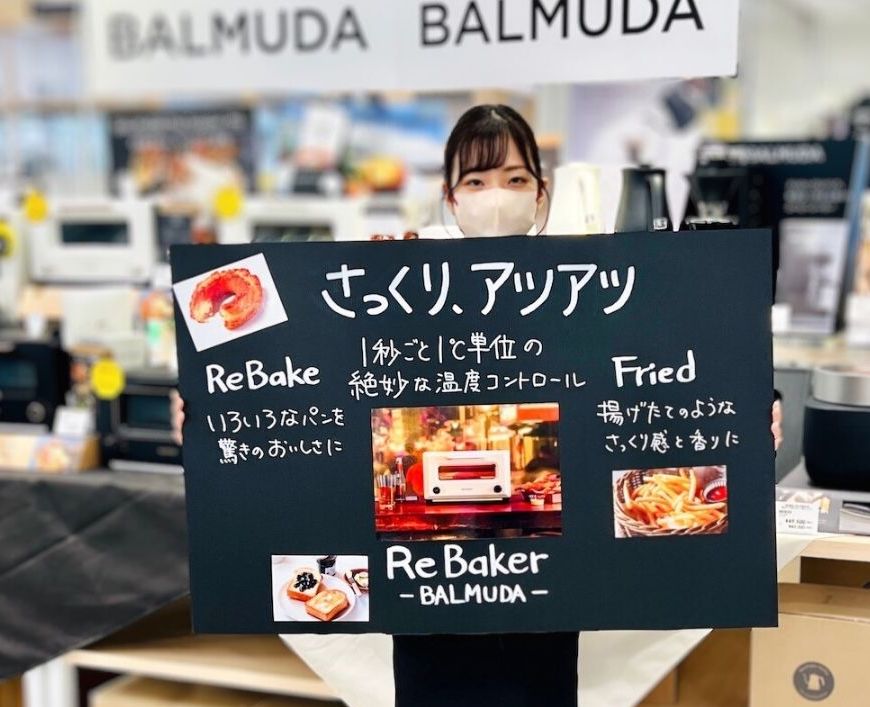 BALMUDA BALMUDA
BALMUDA
さっくり、アツアツ
1秒ごと1℃単位の
絶妙な温度コントロール
ReBake
いろいろなパンを
驚きのおいしさに
Fried
揚げたてのような
さっくり感と香りに
ReBaker
-BALMUDA-